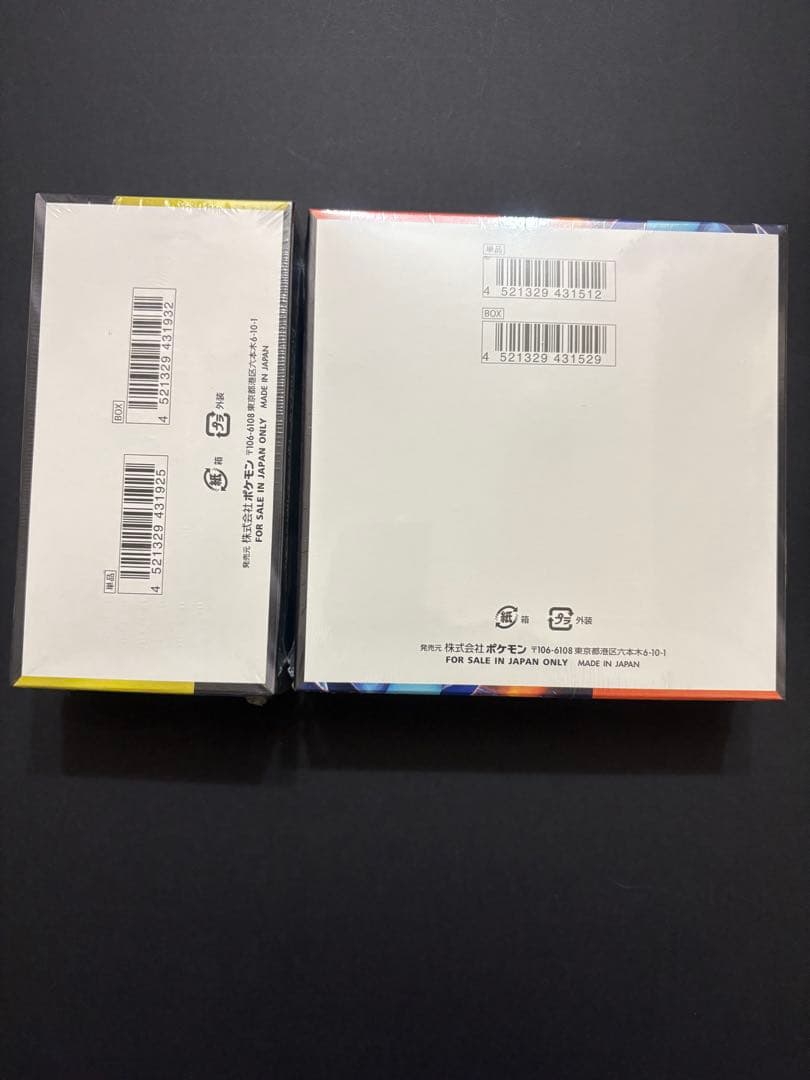 BOX
4 521329 431932
単品
4 521329 431925
紙 箱
プラ 外装
発売元 株式会社ポケモン 〒106-6108 東京都港区六本木6-10-1
FOR SALE IN JAPAN ONLY MADE IN JAPAN
単品
4 521329 431512
BOX
4 521329 431529
紙 箱 プラ 外装
発売元 株式会社ポケモン 〒106-6108 東京都港区六本木6-10-1
FOR SALE IN JAPAN ONLY MADE IN JAPAN